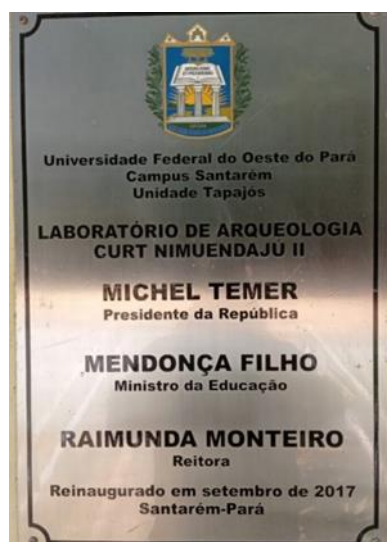 Universidade Federal do Oeste do Pará
Campus Santarém
Unidade Tapajós
LABORATÓRIO DE ARQUEOLOGIA
CURT NIMUENDAJÚ II
MICHEL TEMER
Presidente da República
MENDONÇA FILHO
Ministro da Educação
RAIMUNDA MONTEIRO
Reitora
Reinaugurado em setembro de 2017
Santarém-Pará